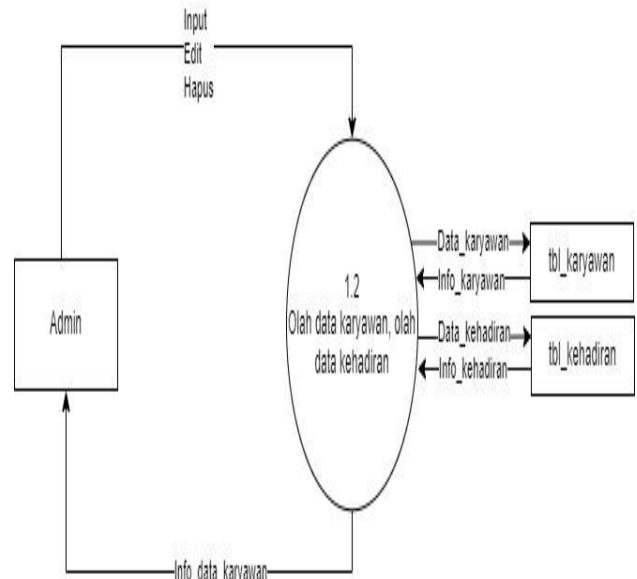 Input
Edit
Hapus
Data_karyawan
tbl_karyawan
Info_karyawan
1.2
Olah data karyawan, olah
data kehadiran
Admin
Data_kehadiran
tbl_kehadiran
Info_kehadiran
Info_data_karyawan